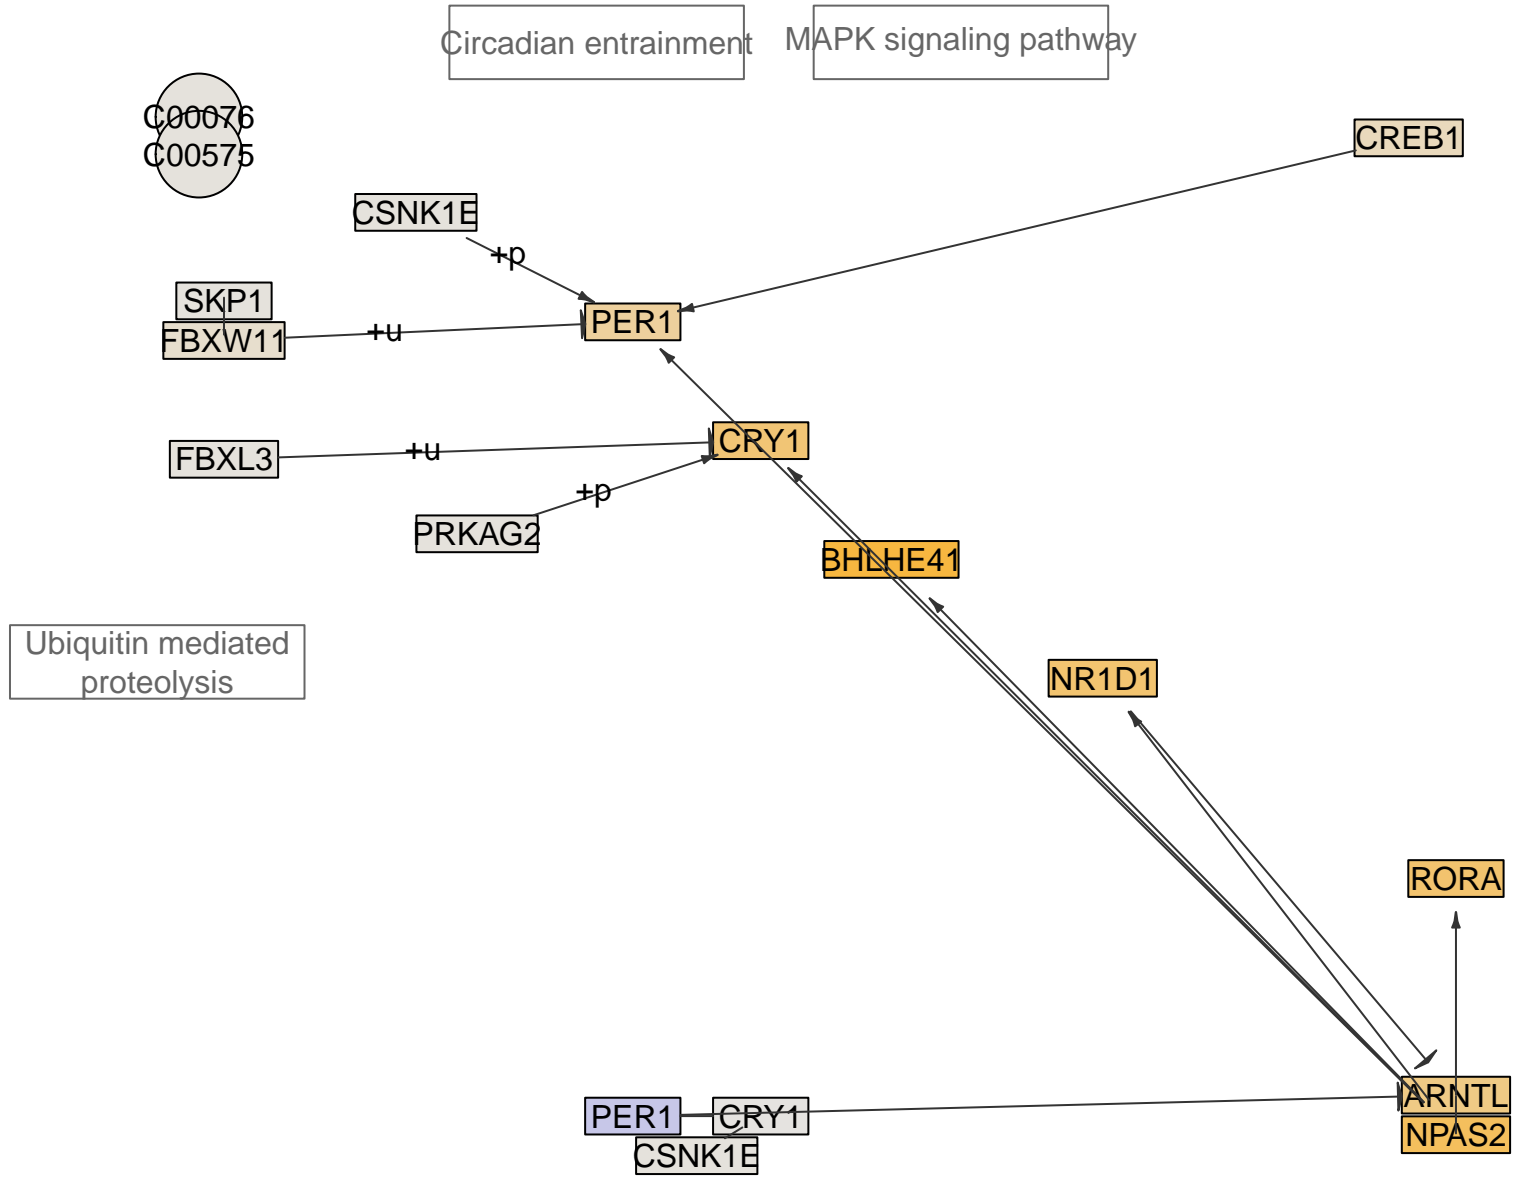 Circadian entrainment
MAPK signaling pathway
C00076
C00575
CREB1
CSNK1E
+p
SKP1
FBXW11
+u
PER1
FBXL3
+u
CRY1
+p
PRKAG2
BHLHE41
Ubiquitin mediated
proteolysis
NR1D1
RORA
ARNTL
NPAS2
PER1
CRY1
CSNK1E